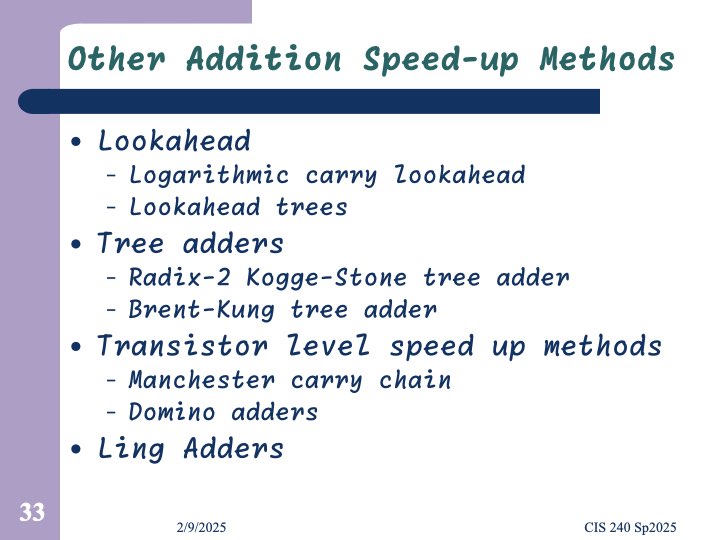 Other Addition Speed-up Methods
• Lookahead
– Logarithmic carry lookahead
– Lookahead trees
• Tree adders
– Radix-2 Kogge-Stone tree adder
– Brent-Kung tree adder
• Transistor level speed up methods
– Manchester carry chain
– Domino adders
• Ling Adders
33
2/9/2025
CIS 240 Sp2025